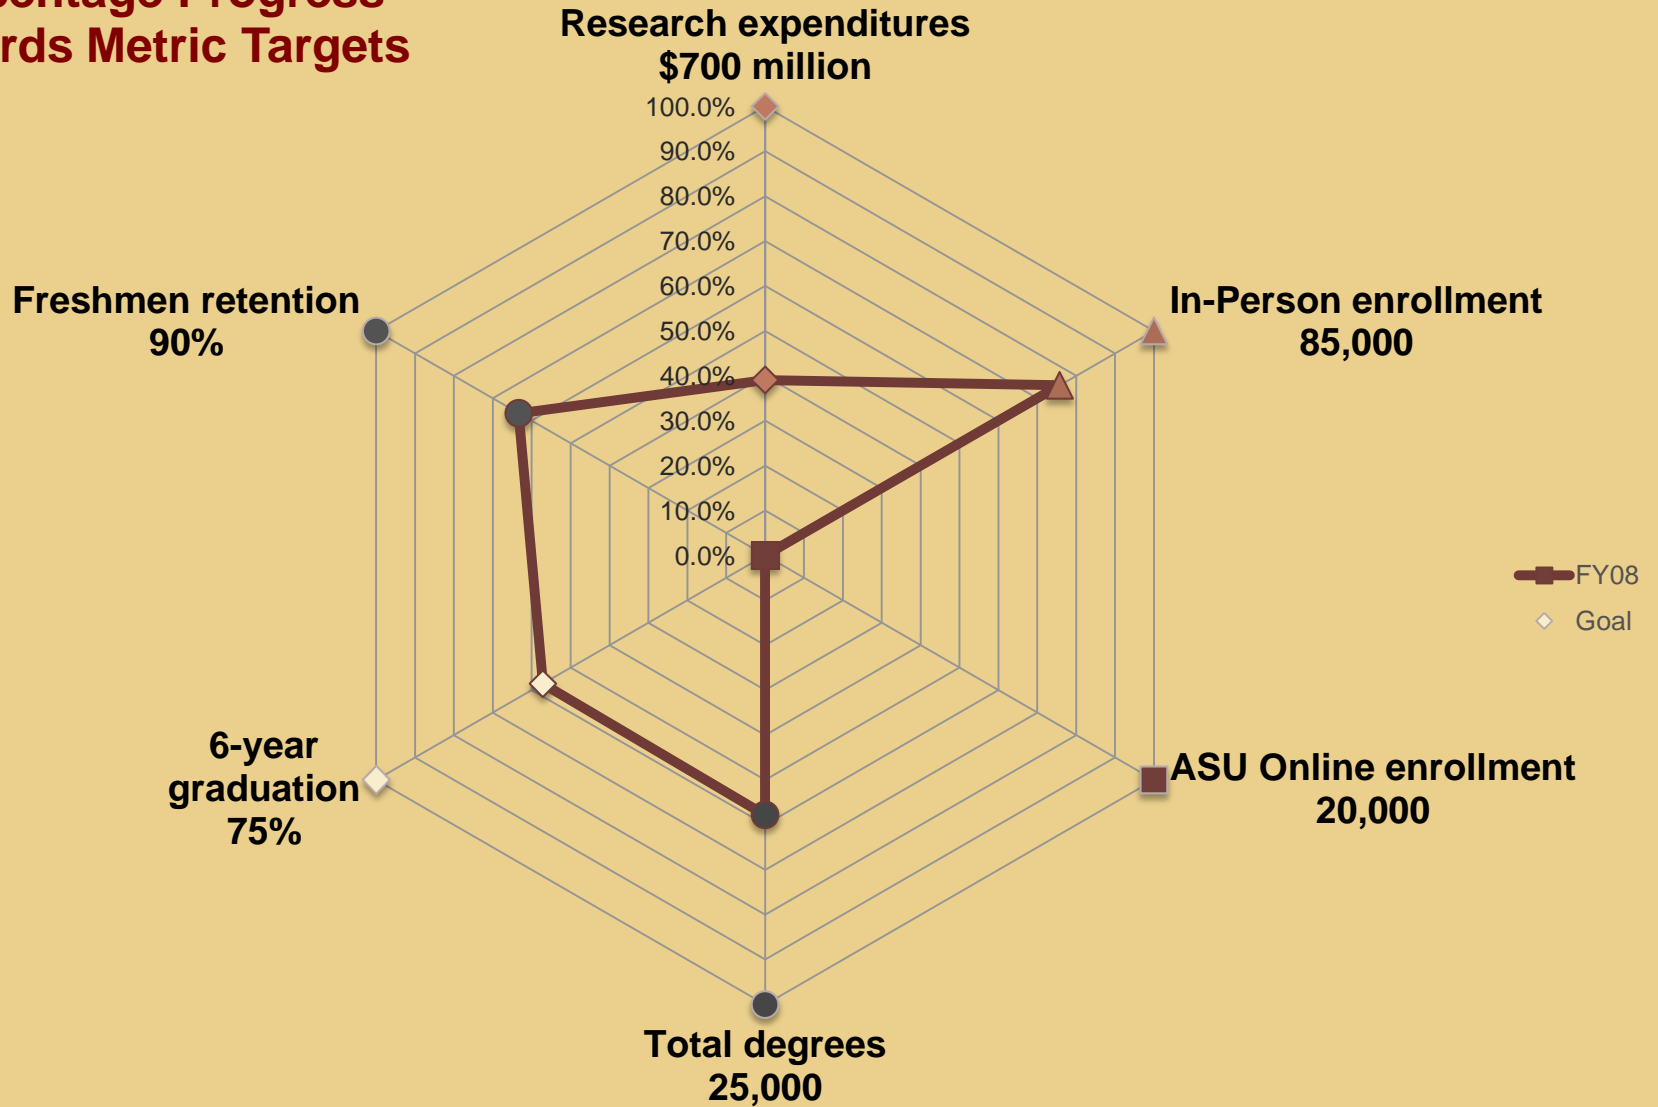 Progress
Metric Targets
Research expenditures
$700 million
100.0%
90.0%
80.0%
70.0%
60.0%
50.0%
40.0%
30.0%
20.0%
10.0%
0.0%
Freshmen retention
90%
In-Person enrollment
85,000
FY08
Goal
6-year
graduation
75%
ASU Online enrollment
20,000
Total degrees
25,000